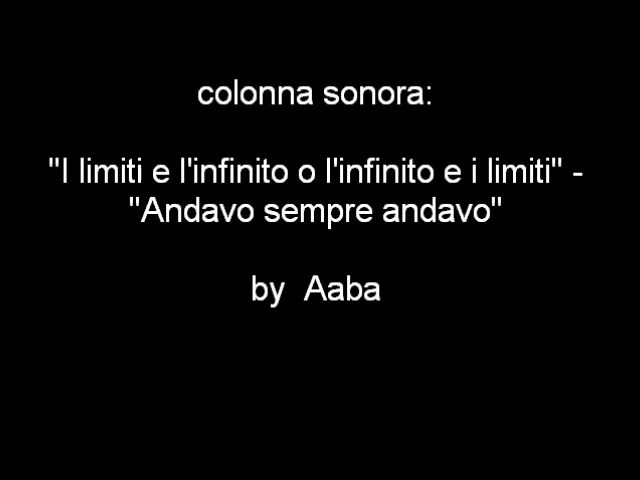 colonna sonora:
"I limiti e l'infinito o l'infinito e i limiti" -
"Andavo sempre andavo"
by  Aaba